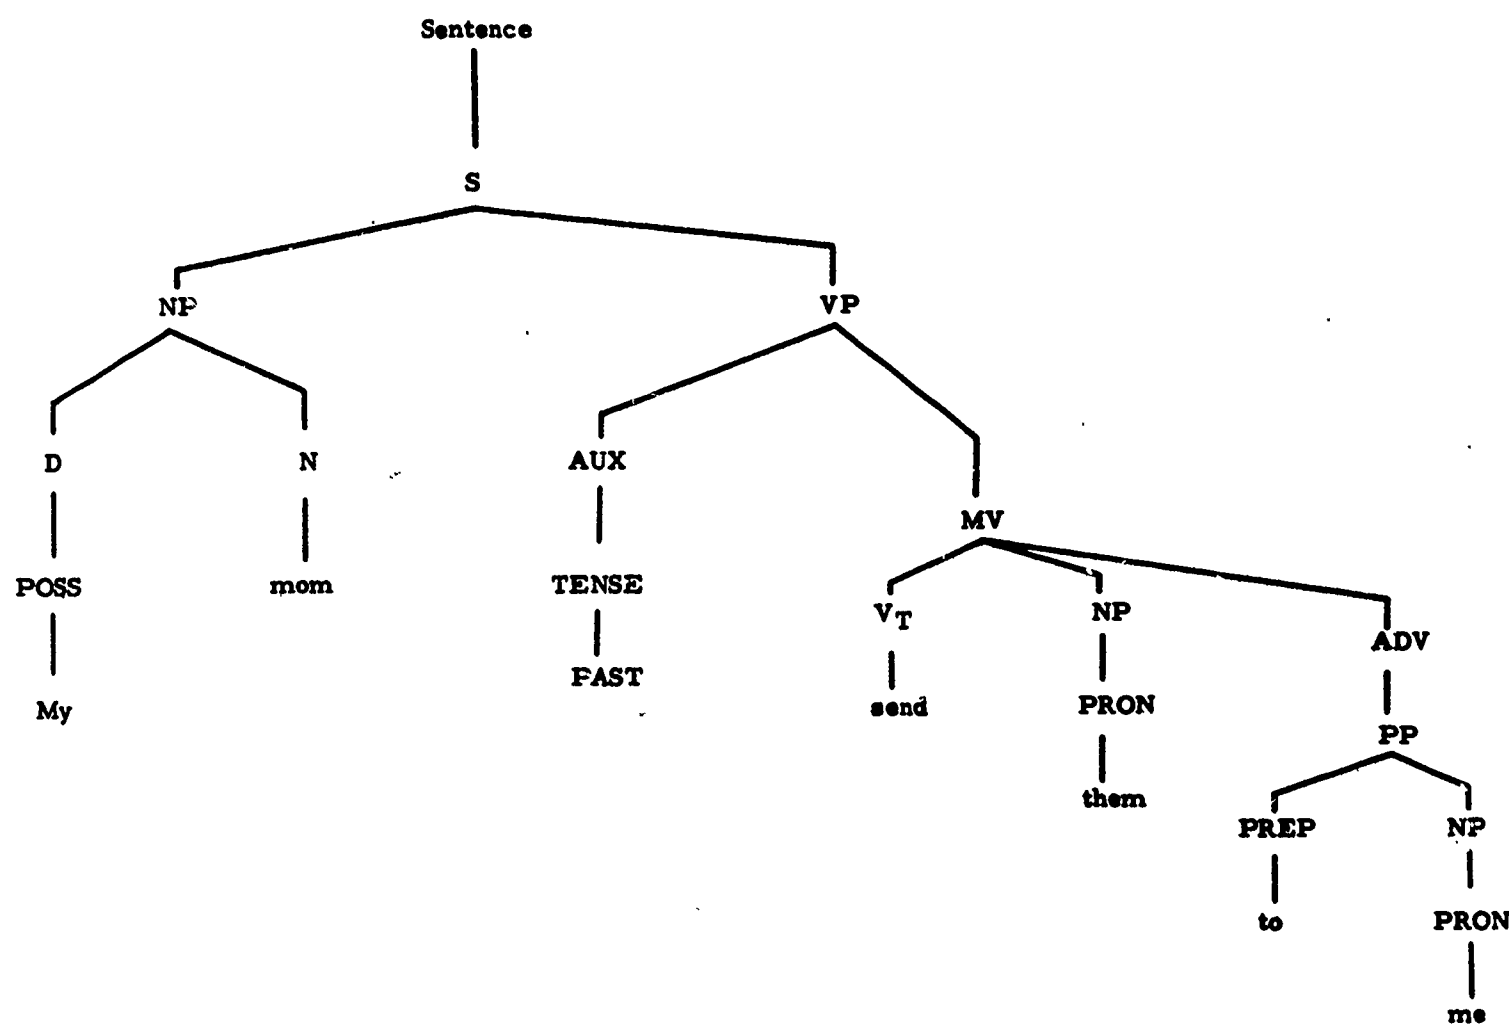 Sentence
S
NP VP
D N AUX
MV
POSS mom TENSE
V_T NP
ADV
PAST
My send PRON
PP
them
PREP NP
to PRON
me